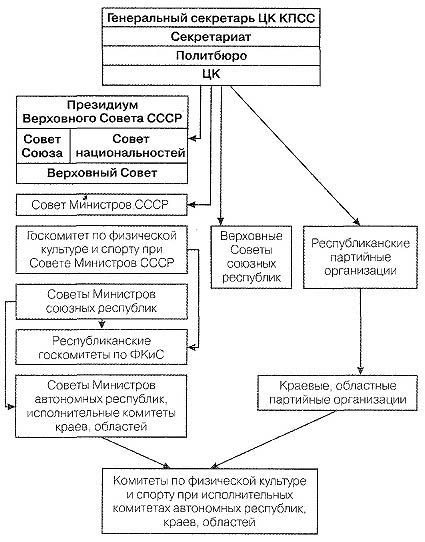 Генеральный секретарь ЦК КПСС
Секретариат
Политбюро
ЦК
Президиум
Верховного Совета СССР
Совет
Союза
Совет
национальностей
Верховный Совет
Совет Министров СССР
Госкомитет по физической
культуре и спорту при
Совете Министров СССР
Верховные
Советы
союзных
республик
Республиканские
партийные
организации
Советы Министров
союзных республик
Республиканские
госкомитеты по ФКиС
Советы Министров
автономных республик,
исполнительные комитеты
краев, областей
Краевые, областные
партийные организации
Комитеты по физической культуре
и спорту при исполнительных
комитетах автономных республик,
краев, областей